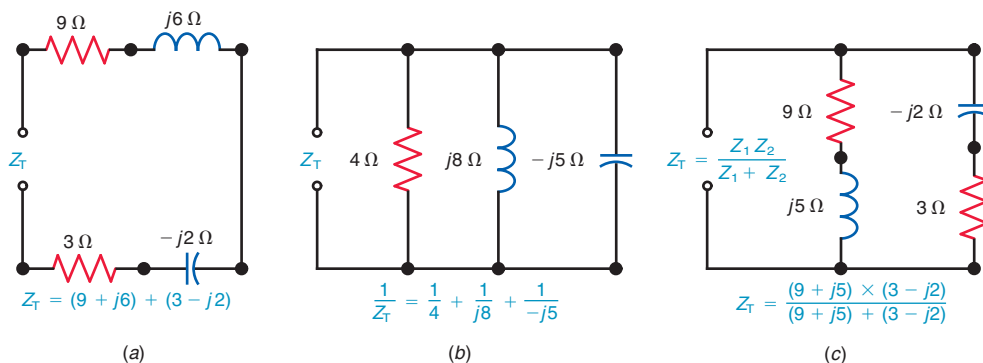 9 Ω
j6 Ω
Z_T
3 Ω
−j2 Ω
Z_T = (9 + j6) + (3 − j2)
(a)
Z_T
4 Ω
j8 Ω
−j5 Ω
1/Z_T = 1/4 + 1/j8 + 1/−j5
(b)
9 Ω
−j2 Ω
Z_T = Z_1 Z_2 / Z_1 + Z_2
j5 Ω
3 Ω
Z_T = (9 + j5) × (3 − j2) / (9 + j5) + (3 − j2)
(c)